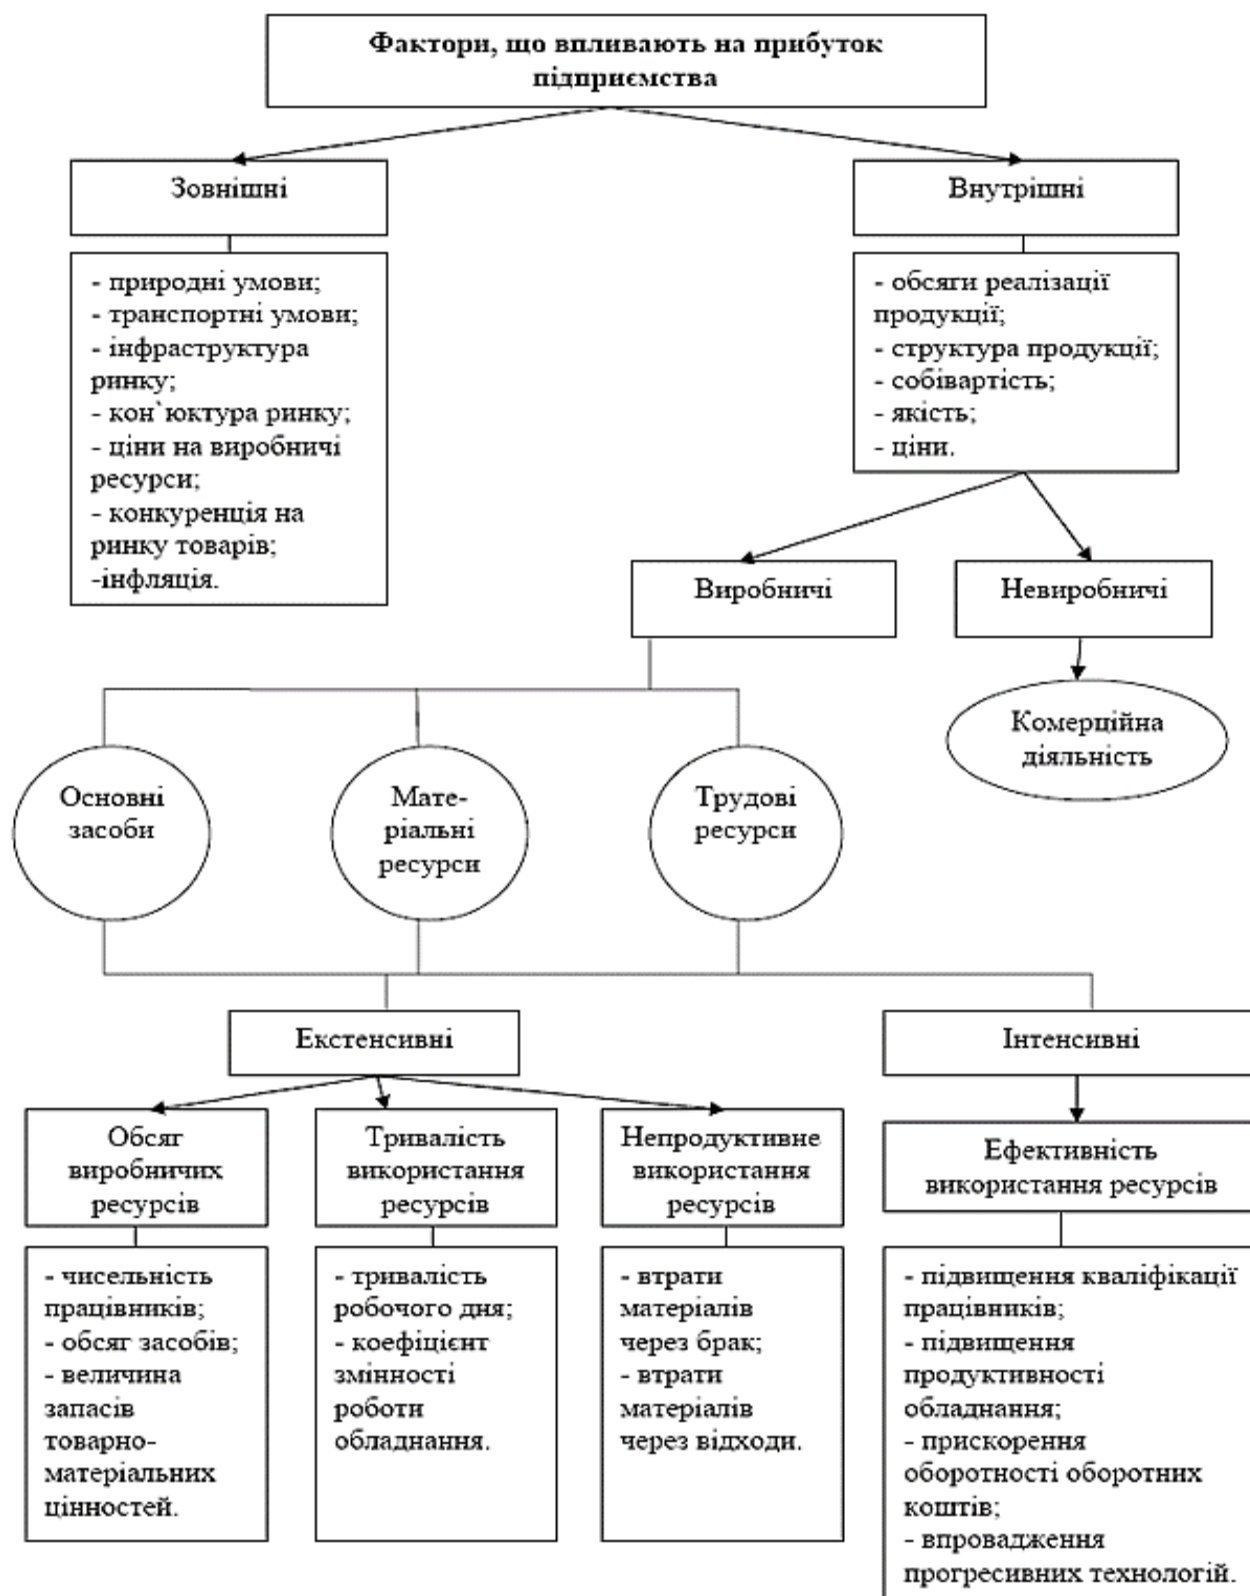 Фактори, що впливають на прибуток
підприємства
Зовнішні
Внутрішні
- природні умови;
- транспортні умови;
- інфраструктура
ринку;
- кон`юктура ринку;
- ціни на виробничі
ресурси;
- конкуренція на
ринку товарів;
-інфляція.
- обсяги реалізації
продукції;
- структура продукції;
- собівартість;
- якість;
- ціни.
Виробничі
Невиробничі
Комерційна
діяльність
Основні
засоби
Мате-
ріальні
ресурси
Трудові
ресурси
Екстенсивні
Інтенсивні
Обсяг
виробничих
ресурсів
Тривалість
використання
ресурсів
Непродуктивне
використання
ресурсів
Ефективність
використання ресурсів
- чисельність
працівників;
- обсяг засобів;
- величина
запасів
товарно-
матеріальних
цінностей.
- тривалість
робочого дня;
- коефіцієнт
змінності
роботи
обладнання.
- втрати
матеріалів
через брак;
- втрати
матеріалів
через відходи.
- підвищення кваліфікації
працівників;
- підвищення
продуктивності
обладнання;
- прискорення
оборотності оборотних
коштів;
- впровадження
прогресивних технологій.